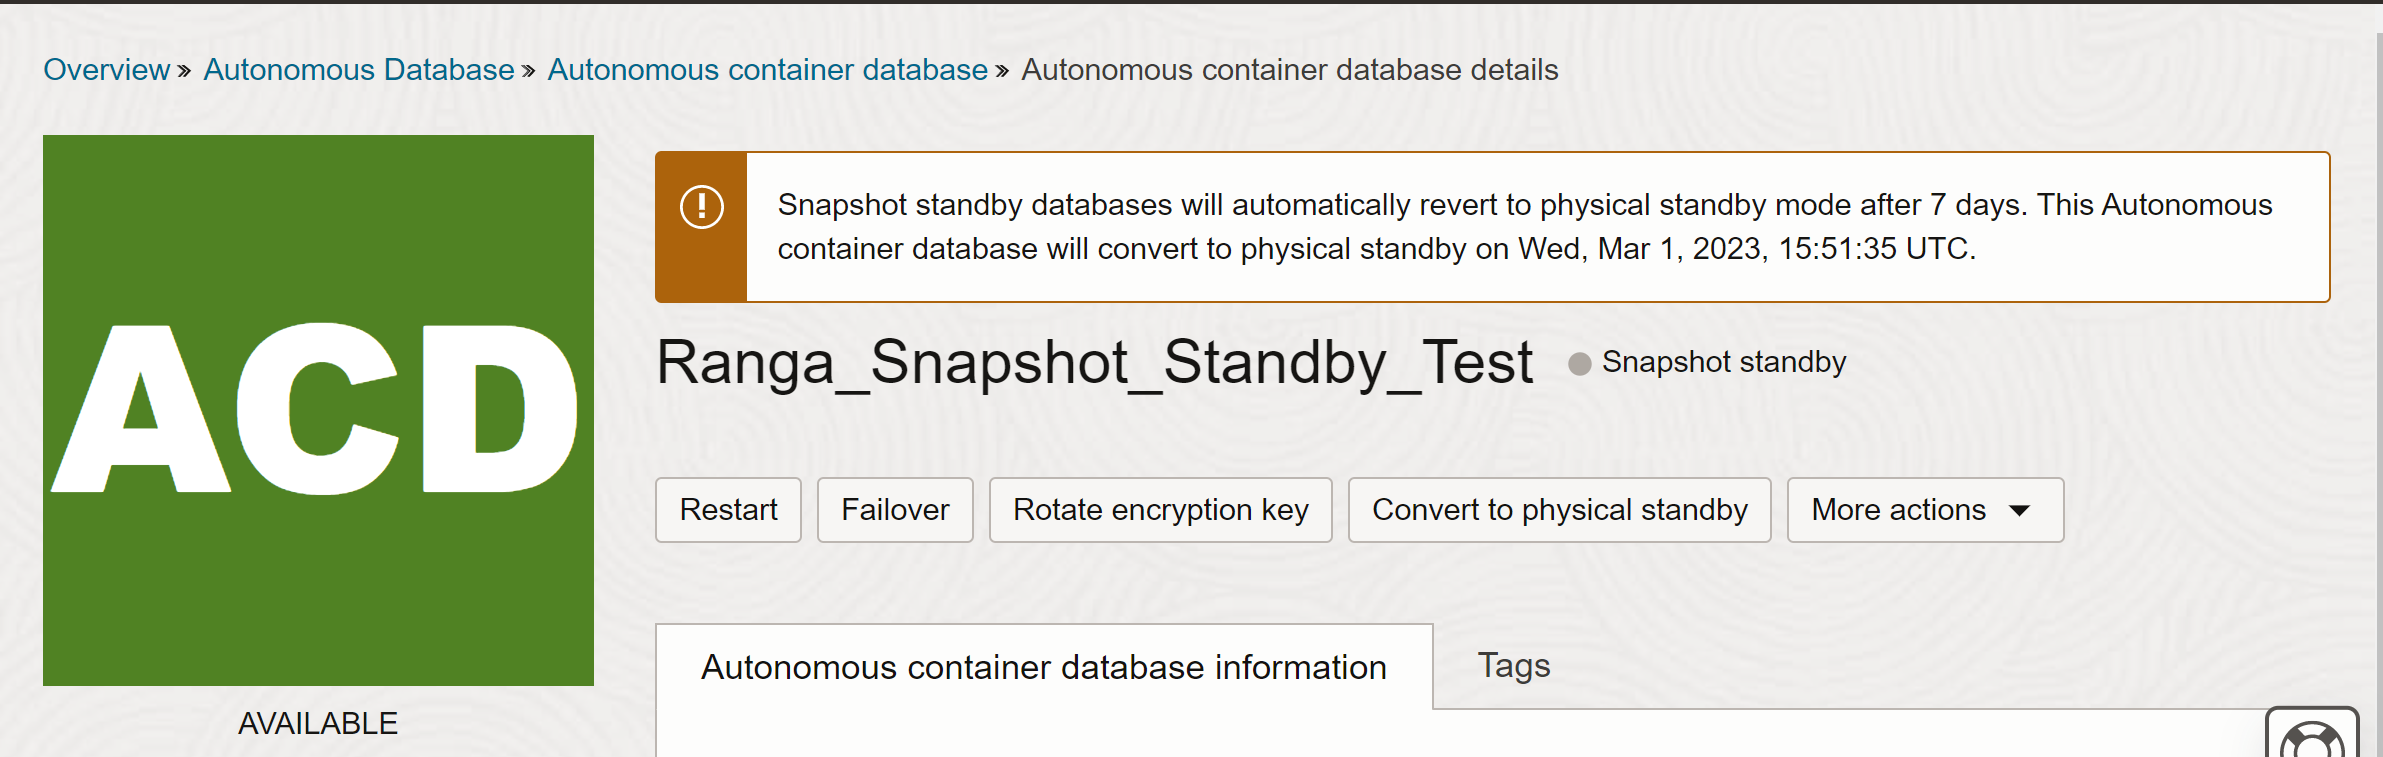 Overview » Autonomous Database » Autonomous container database » Autonomous container database details
Snapshot standby databases will automatically revert to physical standby mode after 7 days. This Autonomous
container database will convert to physical standby on Wed, Mar 1, 2023, 15:51:35 UTC.
ACD
AVAILABLE
Ranga_Snapshot_Standby_Test Snapshot standby
Restart Failover Rotate encryption key Convert to physical standby More actions
Autonomous container database information Tags